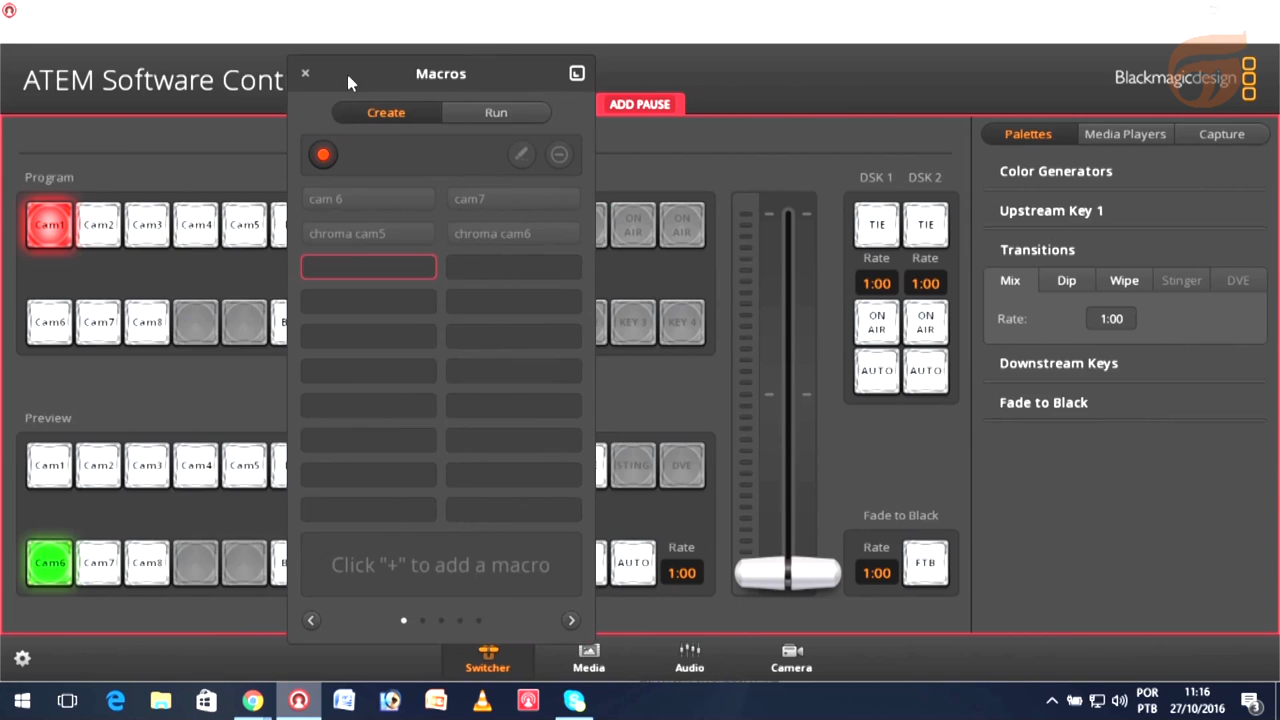 ATEM Software Cont
Blackmagicdesign
Macros
Create Run
ADD PAUSE
Palettes Media Players Capture
Color Generators
Upstream Key 1
Transitions
Mix Dip Wipe Stinger DVE
Rate: 1:00
Downstream Keys
Fade to Black
cam 6 cam7
chroma cam5 chroma cam6
Click "+" to add a macro
Program
Cam1 Cam2 Cam3 Cam4 Cam5
Cam6 Cam7 Cam8
ON AIR ON AIR
KEY 3 KEY 4
DSK 1 DSK 2
TIE TIE
Rate Rate
1:00 1:00
ON AIR ON AIR
AUTO AUTO
Preview
Cam1 Cam2 Cam3 Cam4 Cam5
Cam6 Cam7 Cam8
STING DVE
AUTO
Rate
1:00
Fade to Black
Rate
1:00
FTB
Switcher Media Audio Camera
POR
PTB
11:16
27/10/2016
3